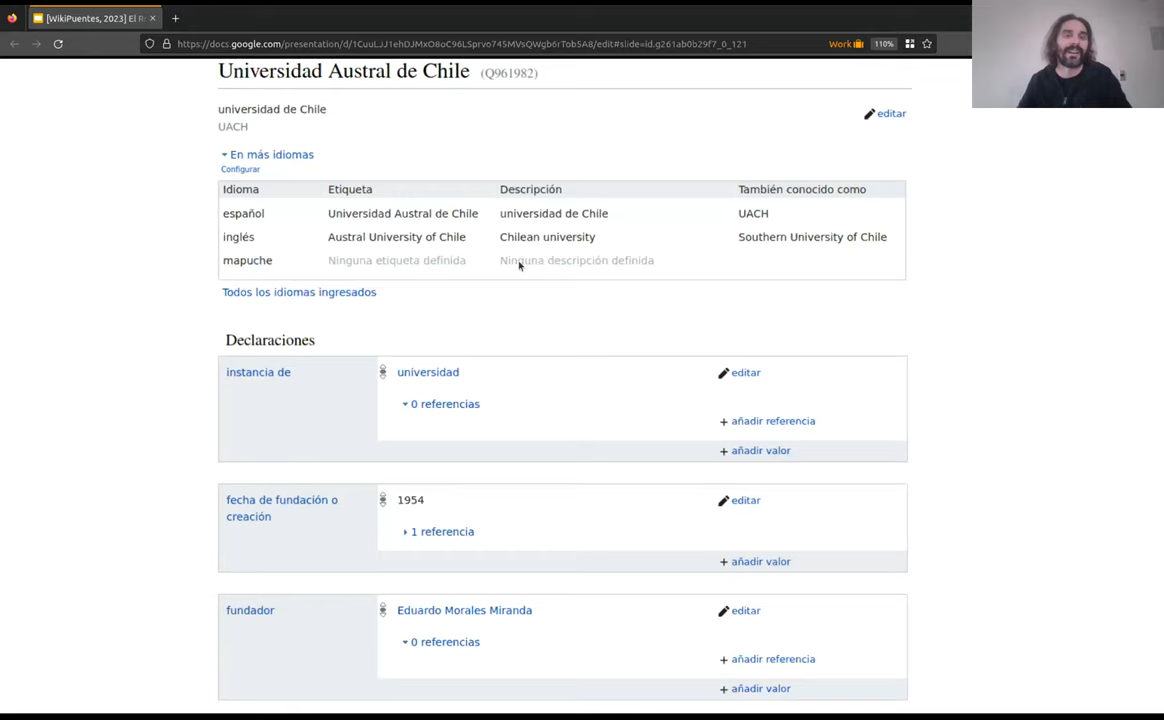 [WikiPuentes, 2023] El R
https://docs.google.com/presentation/d/1CuuLJJ1ehDJMxO8oC96LSprvo745MVsQWgb6rTob5A8/edit#slide=id.g261ab0b29f7_0_121
Work
110%
Universidad Austral de Chile (Q961982)
universidad de Chile
UACH
editar
En más idiomas
Configurar
Idioma Etiqueta Descripción También conocido como
español Universidad Austral de Chile universidad de Chile UACH
inglés Austral University of Chile Chilean university Southern University of Chile
mapuche Ninguna etiqueta definida Ninguna descripción definida
Todos los idiomas ingresados
Declaraciones
instancia de universidad editar
0 referencias
+ añadir referencia
+ añadir valor
fecha de fundación o
creación
1954 editar
1 referencia
+ añadir valor
fundador Eduardo Morales Miranda editar
0 referencias
+ añadir referencia
+ añadir valor